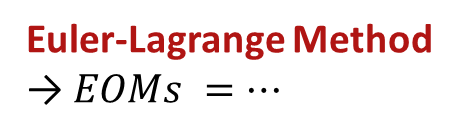 Euler-Lagrange Method
→ EOMs = ⋯